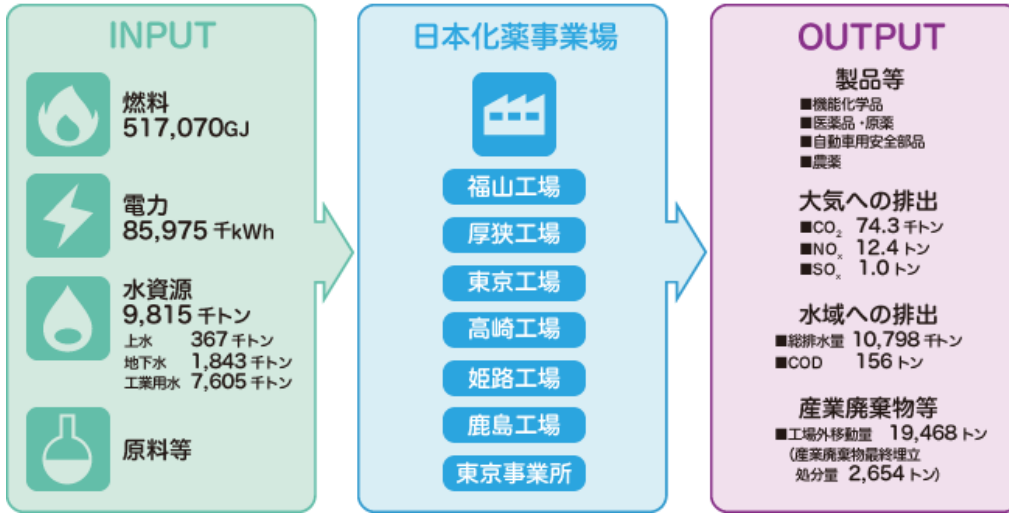 INPUT
燃料
517,070GJ
電力
85,975 千kWh
水資源
9,815 千トン
上水 367 千トン
地下水 1,843 千トン
工業用水 7,605 千トン
原料等
日本化薬事業場
福山工場
厚狭工場
東京工場
高崎工場
姫路工場
鹿島工場
東京事業所
OUTPUT
製品等
■機能化学品
■医薬品・原薬
■自動車用安全部品
■農薬
大気への排出
■CO₂ 74.3 千トン
■NOₓ 12.4 トン
■SOₓ 1.0 トン
水域への排出
■総排水量 10,798 千トン
■COD 156 トン
産業廃棄物等
■工場外移動量 19,468 トン
(産業廃棄物最終埋立
処分量 2,654 トン)